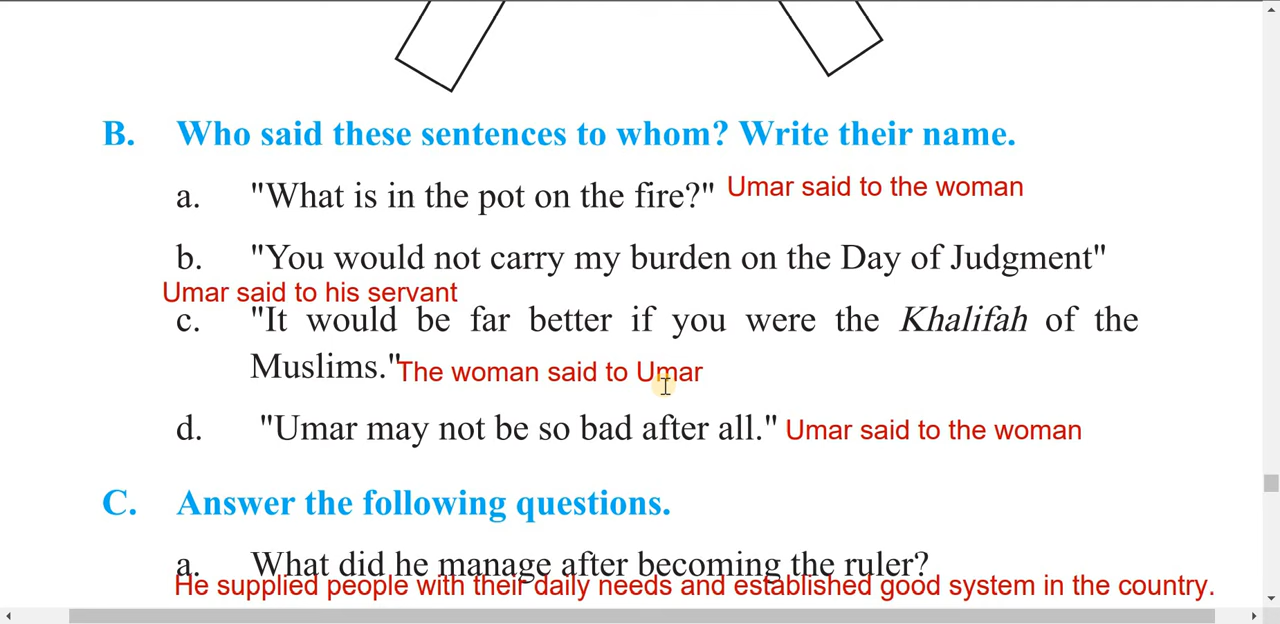 B. Who said these sentences to whom? Write their name.
a. "What is in the pot on the fire?" Umar said to the woman
b. "You would not carry my burden on the Day of Judgment"
Umar said to his servant
c. "It would be far better if you were the Khalifah of the
Muslims." The woman said to Umar
d. "Umar may not be so bad after all." Umar said to the woman
C. Answer the following questions.
a. What did he manage after becoming the ruler?
He supplied people with their daily needs and established good system in the country.